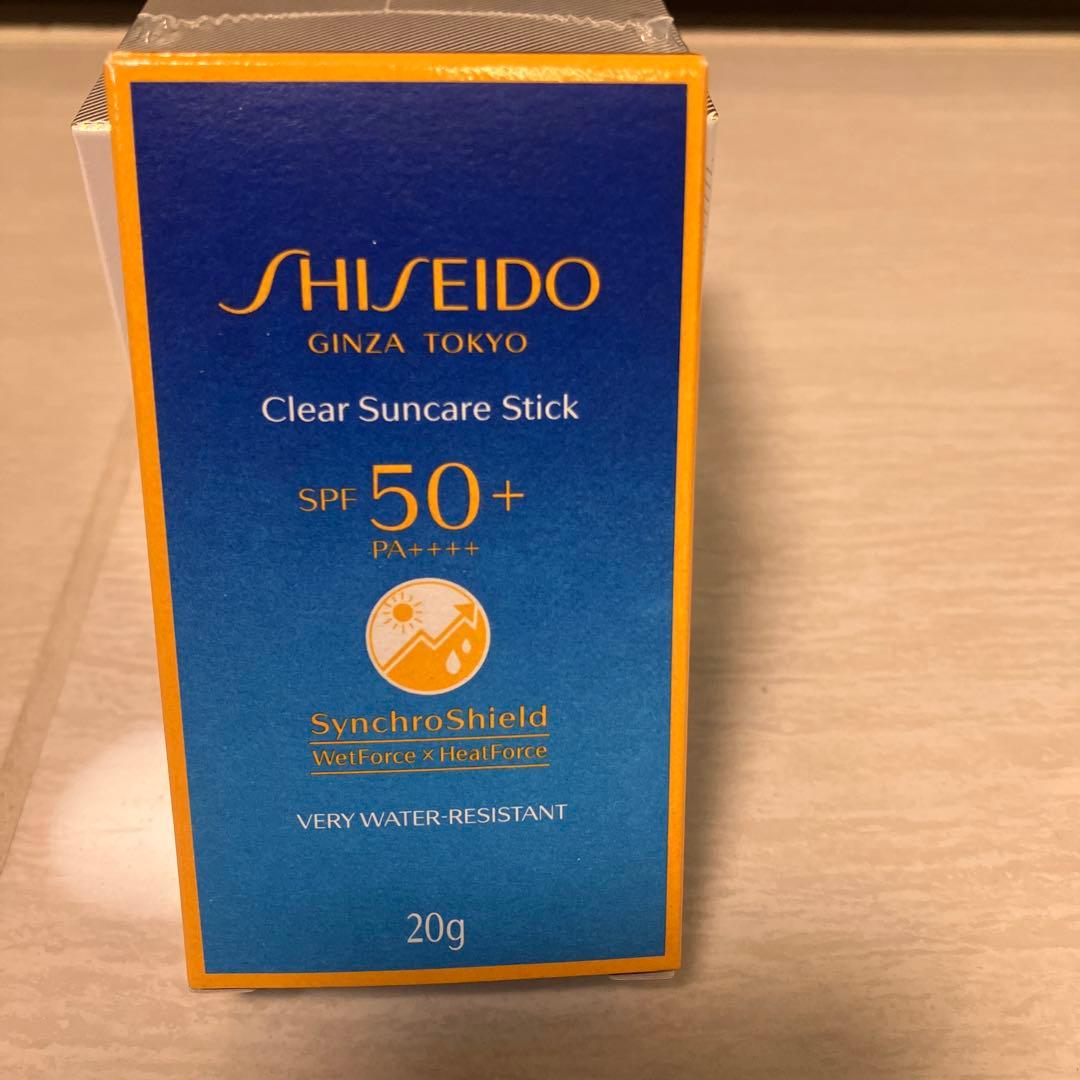 SHISEIDO
GINZA TOKYO
Clear Suncare Stick
SPF 50+
PA++++
SynchroShield
WetForce × HeatForce
VERY WATER-RESISTANT
20g